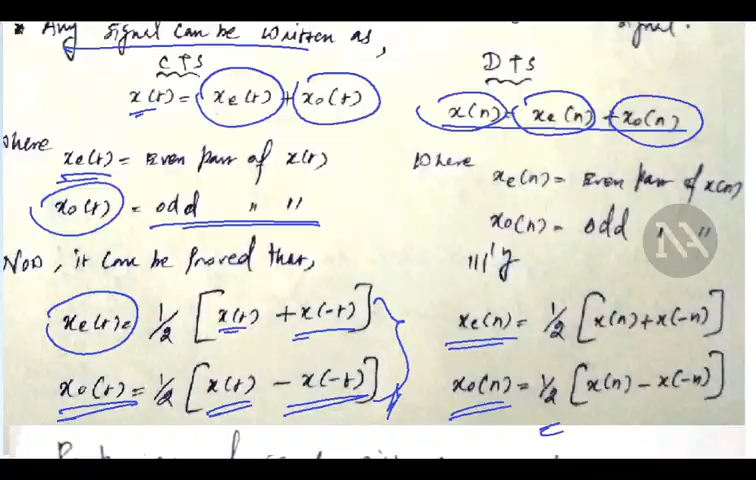 * Any signal can be written as,
signal.
CTS
x(t) = xe(t) + xo(t)
where
xe(t) = Even part of x(t)
xo(t) = odd " "
Now, it can be proved that,
xe(t) = 1/2 [x(t) + x(-t)]
xo(t) = 1/2 [x(t) - x(-t)]
DTS
x(n) = xe(n) + xo(n)
Where
xe(n) = Even part of x(n)
xo(n) = odd " "
|||'y
xe(n) = 1/2 [x(n) + x(-n)]
xo(n) = 1/2 [x(n) - x(-n)]